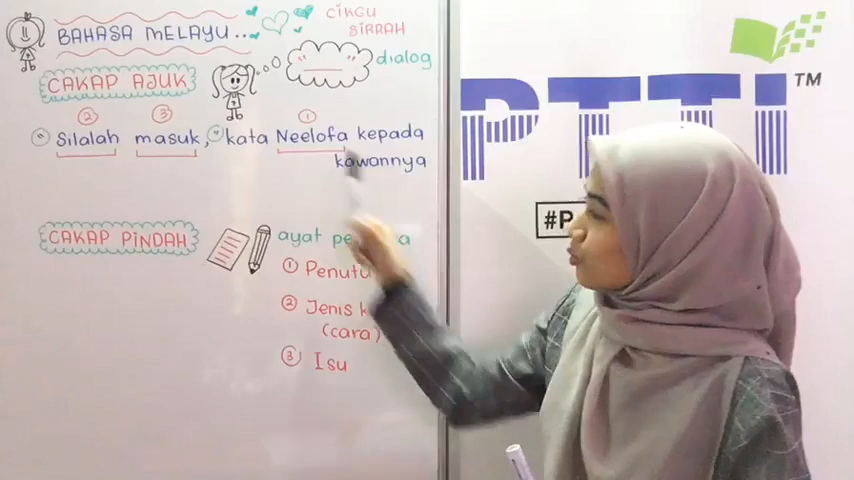 BAHASA MELAYU...
CIKGU
SIRRAH
CAKAP AJUK
dialog
② ③ ①
" Silalah masuk, " kata Neelofa kepada
kawannya
CAKAP PINDAH
ayat
① Penutu
② Jenis
(cara)
③ Isu
PTTI TM
#P